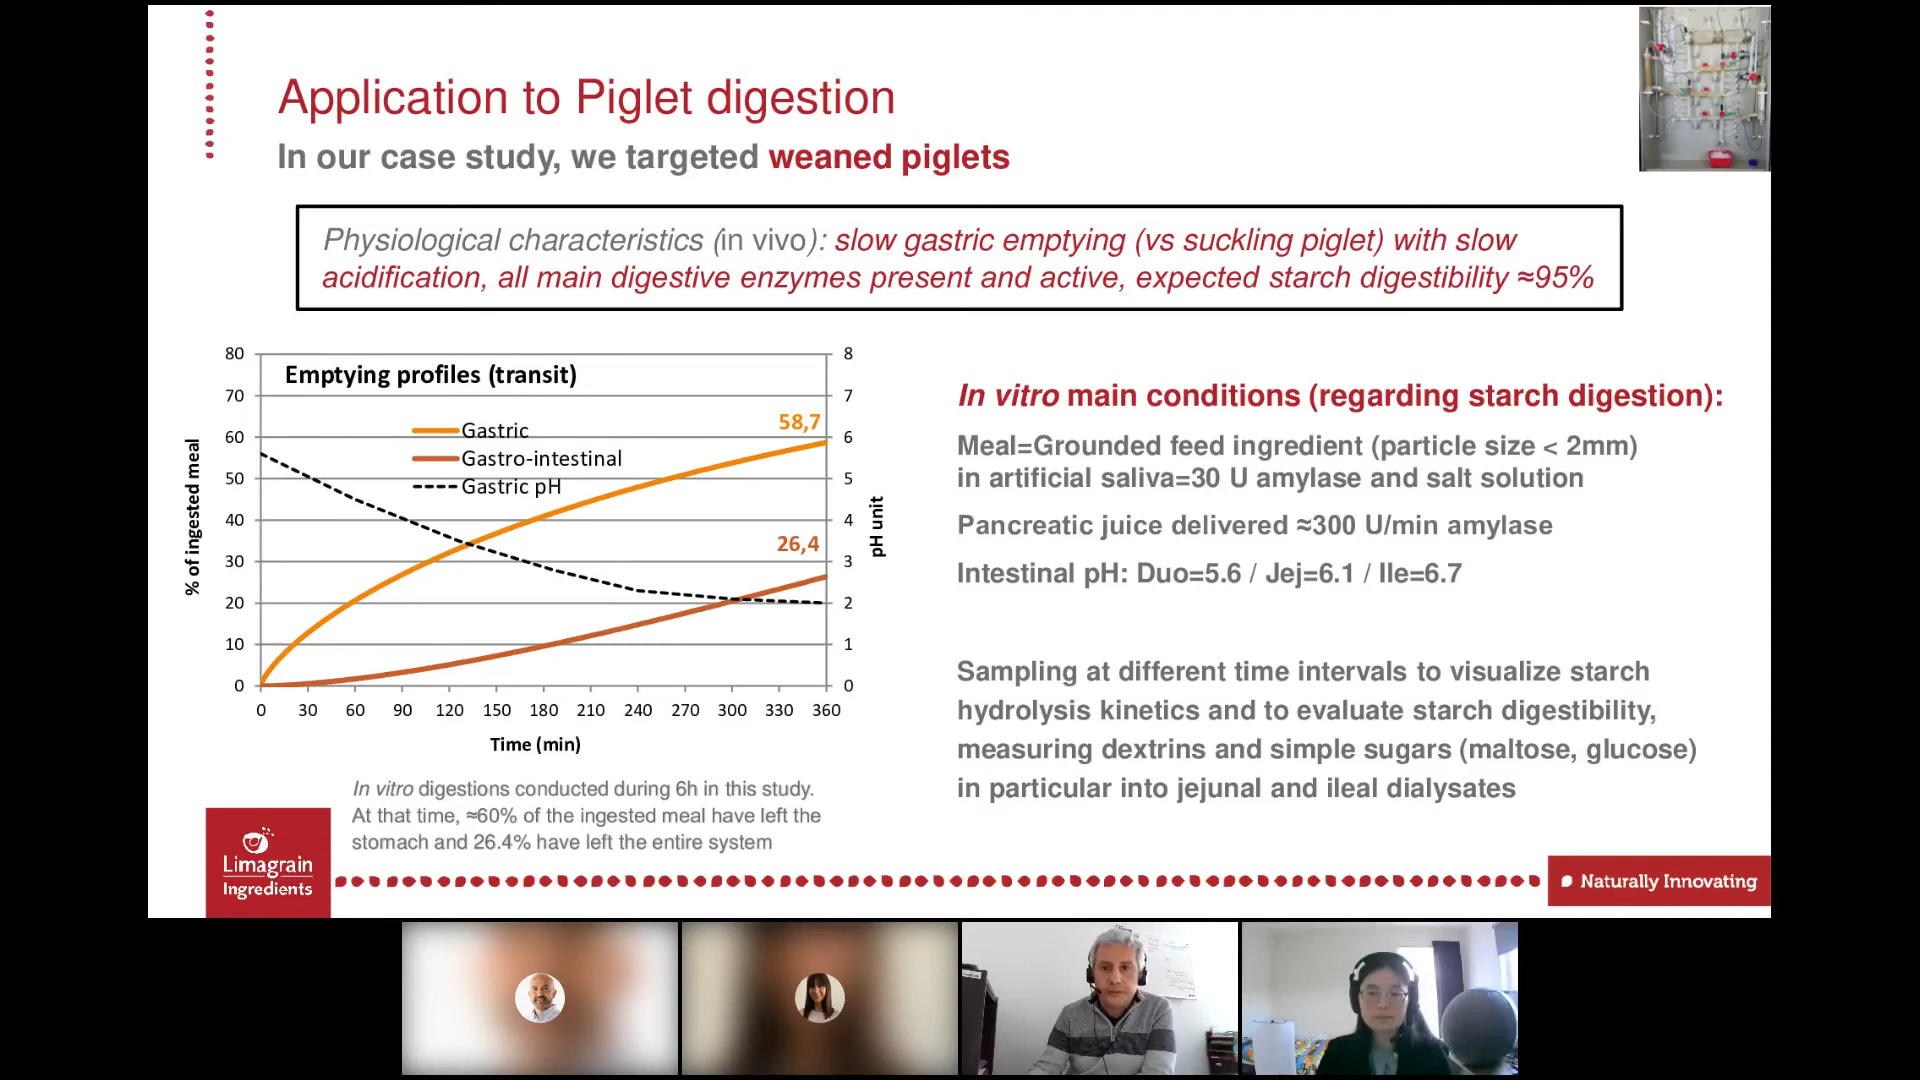 Application to Piglet digestion
In our case study, we targeted weaned piglets
Physiological characteristics (in vivo): slow gastric emptying (vs suckling piglet) with slow
acidification, all main digestive enzymes present and active, expected starch digestibility ≈95%
Emptying profiles (transit)
Gastric
Gastro-intestinal
Gastric pH
58,7
26,4
80
70
60
50
40
30
20
10
0
% of ingested meal
8
7
6
5
4
3
2
1
0
pH unit
0 30 60 90 120 150 180 210 240 270 300 330 360
Time (min)
In vitro digestions conducted during 6h in this study.
At that time, ≈60% of the ingested meal have left the
stomach and 26.4% have left the entire system
In vitro main conditions (regarding starch digestion):
Meal=Grounded feed ingredient (particle size < 2mm)
in artificial saliva=30 U amylase and salt solution
Pancreatic juice delivered ≈300 U/min amylase
Intestinal pH: Duo=5.6 / Jej=6.1 / Ile=6.7
Sampling at different time intervals to visualize starch
hydrolysis kinetics and to evaluate starch digestibility,
measuring dextrins and simple sugars (maltose, glucose)
in particular into jejunal and ileal dialysates
Limagrain
Ingredients
Naturally Innovating